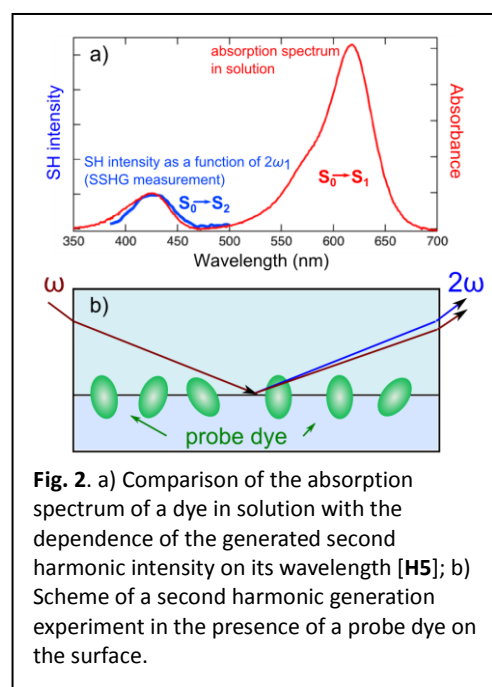 a)
absorption spectrum
in solution
SH intensity
Absorbance
SH intensity as a function of 2ω₁
(SSHG measurement)
S₀→S₂
S₀→S₁
350 400 450 500 550 600 650 700
Wavelength (nm)
ω
b)
2ω
probe dye
Fig. 2. a) Comparison of the absorption
spectrum of a dye in solution with the
dependence of the generated second
harmonic intensity on its wavelength [H5]; b)
Scheme of a second harmonic generation
experiment in the presence of a probe dye on
the surface.